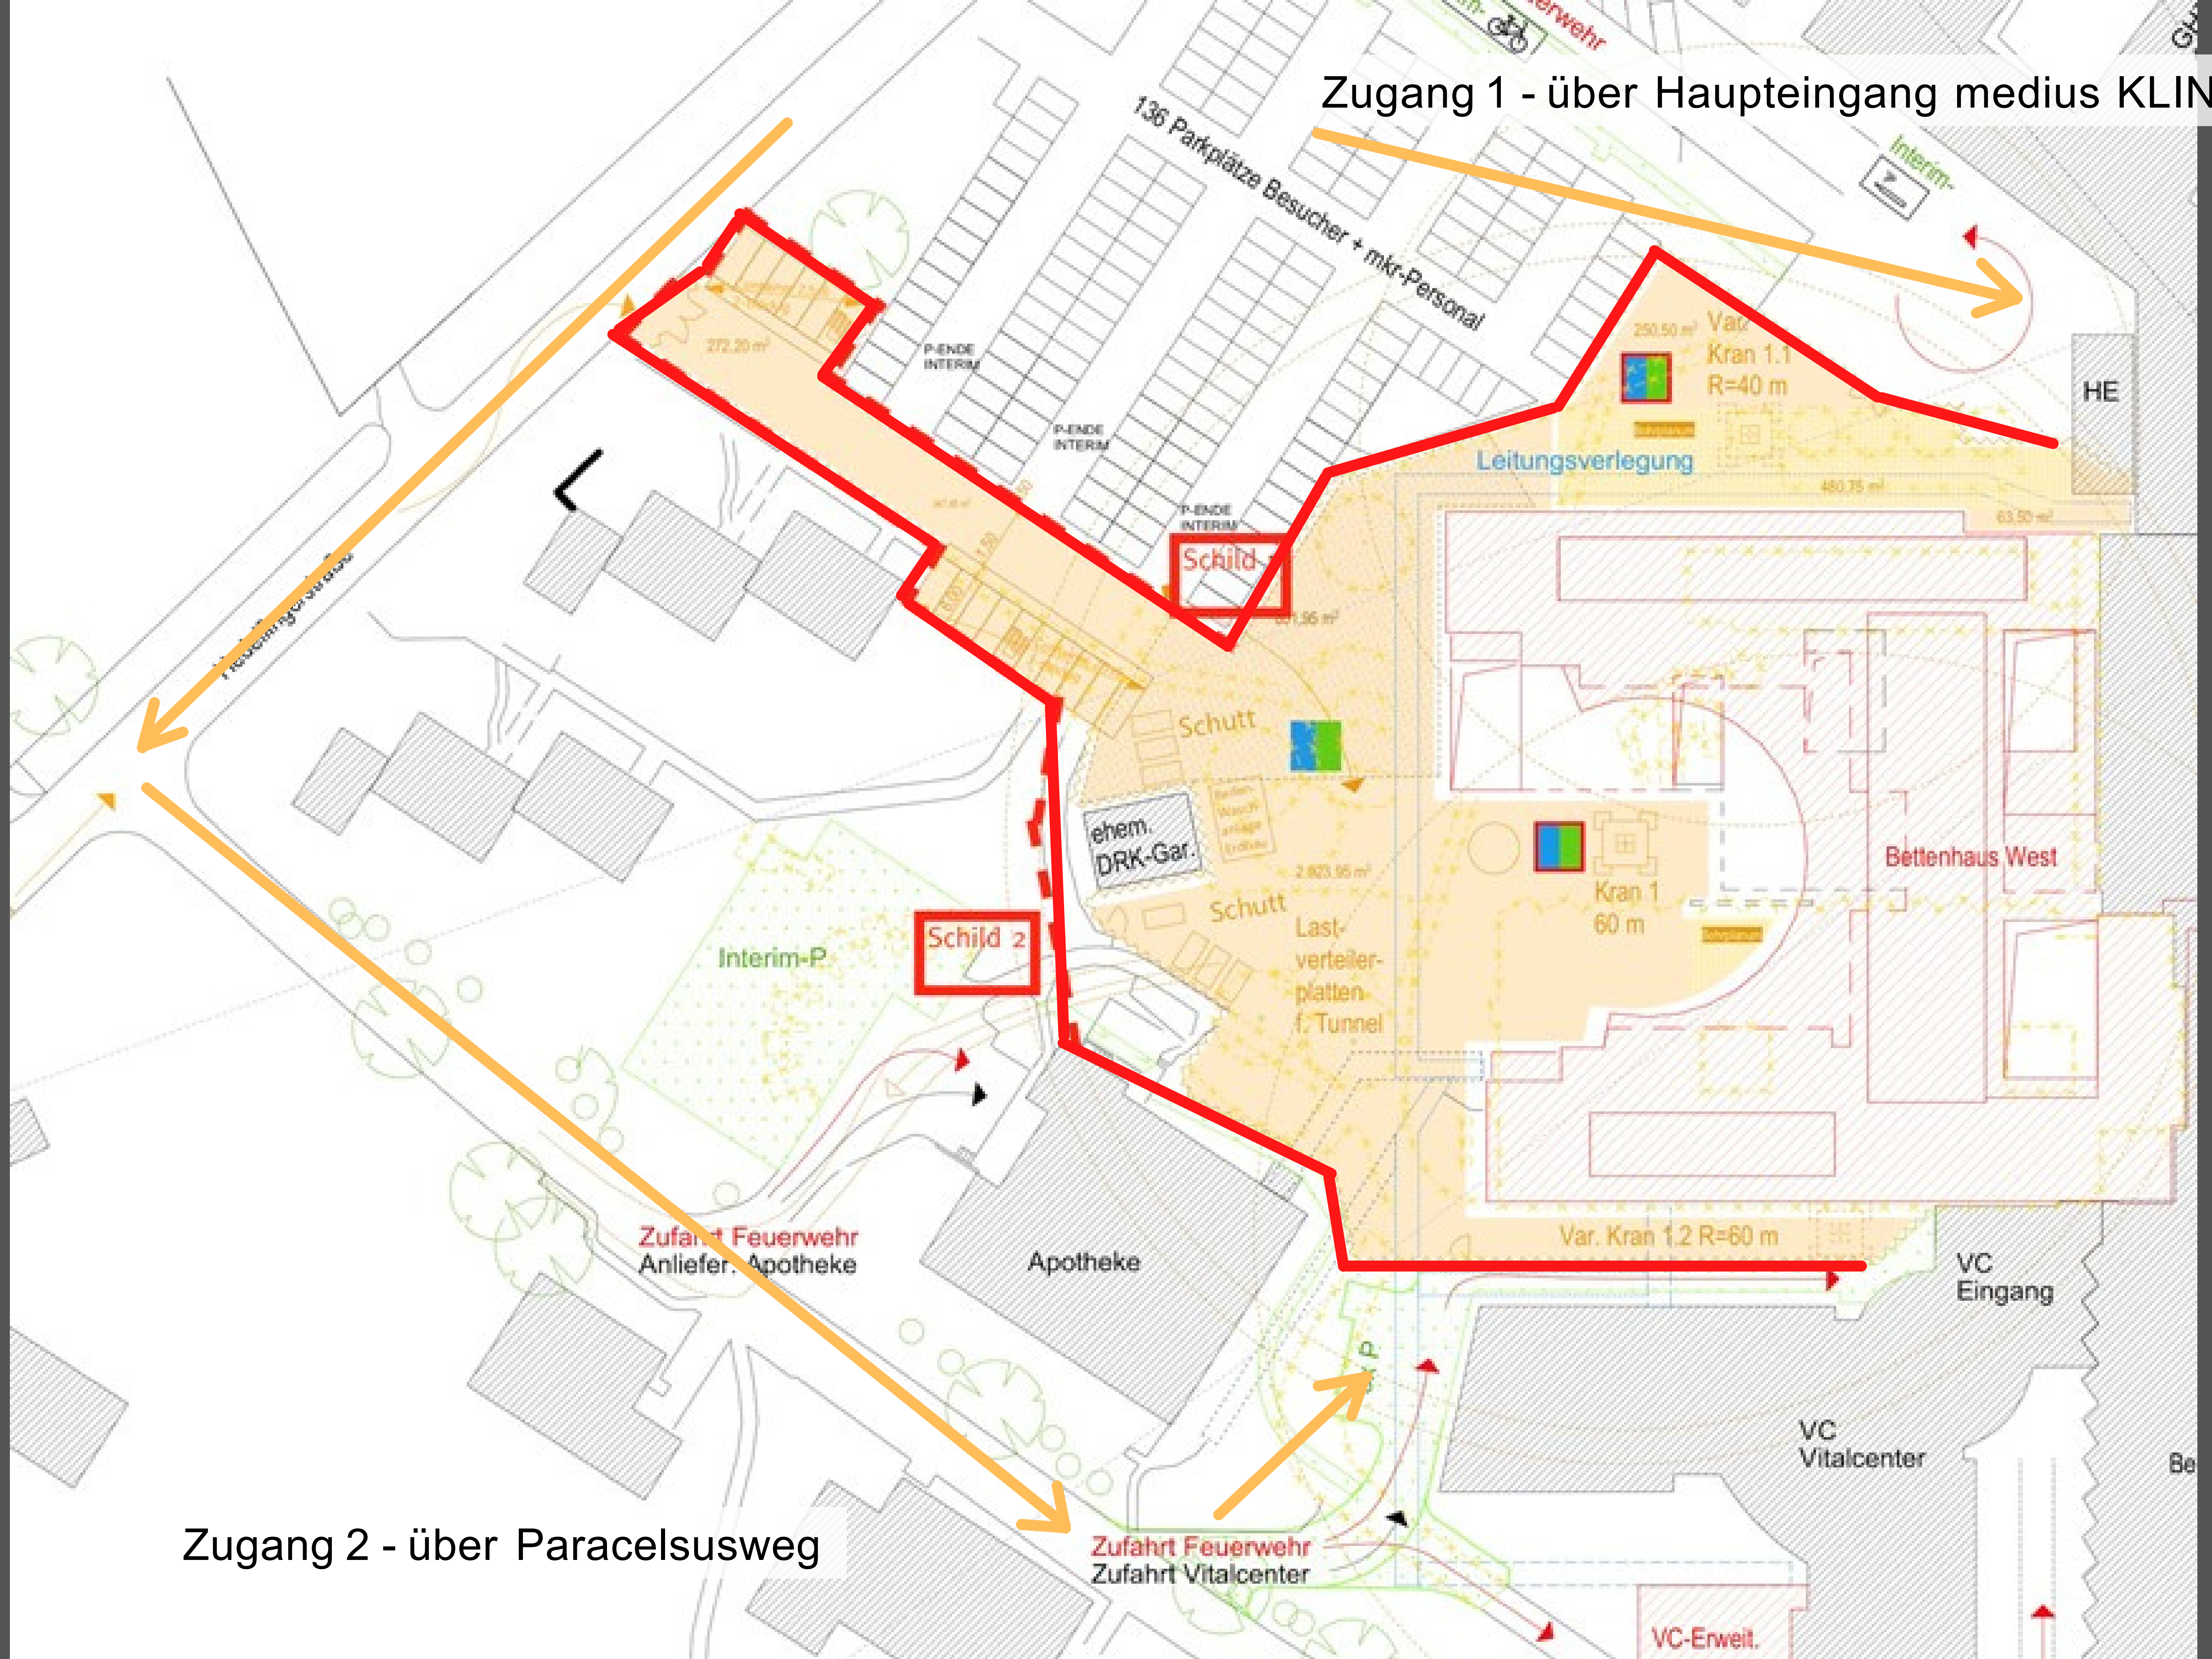 erwehr
Zugang 1 - über Haupteingang medius KLIN
136 Parkplätze Besucher + mkr-Personal
Interim-
250,50 m²
Var.
Kran 1.1
R=40 m
HE
272,20 m²
P-ENDE
INTERIM
P-ENDE
INTERIM
P-ENDE
INTERIM
Leitungsverlegung
480,75 m²
63,50 m²
Schild
Schutt
ehem.
DRK-Gar.
2.823,95 m²
Bettenhaus West
Kran 1
60 m
Schutt
Last-
verteiler-
platten
f. Tunnel
Schild 2
Interim-P
Zufahrt Feuerwehr
Anliefer. Apotheke
Apotheke
Var. Kran 1.2 R=60 m
VC
Eingang
VC
Vitalcenter
Be
Zugang 2 - über Paracelsusweg
Zufahrt Feuerwehr
Zufahrt Vitalcenter
VC-Erweit.